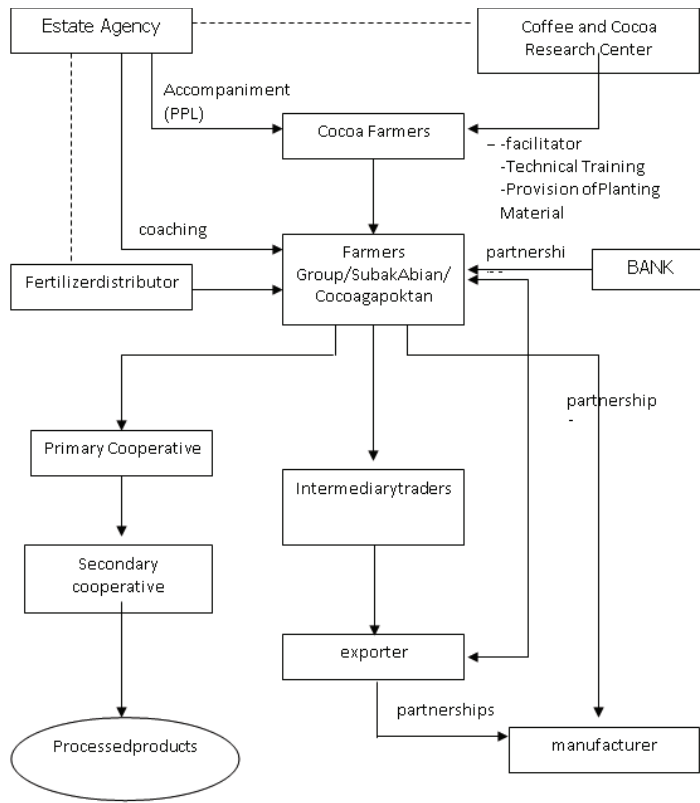 Estate Agency
Coffee and Cocoa
Research Center
Accompaniment
(PPL)
Cocoa Farmers
– -facilitator
-Technical Training
-Provision ofPlanting
Material
coaching
Farmers
Group/SubakAbian/
Cocoagapoktan
partnershi
BANK
Fertilizerdistributor
partnership
-
Primary Cooperative
Intermediarytraders
Secondary
cooperative
exporter
partnerships
Processedproducts
manufacturer